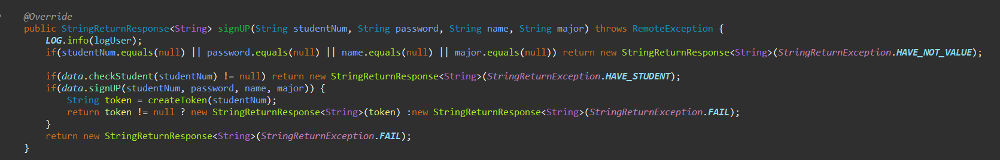 @Override
public StringReturnResponse<String> signUP(String studentNum, String password, String name, String major) throws RemoteException {
LOG.info(logUser);
if(studentNum.equals(null) || password.equals(null) || name.equals(null) || major.equals(null)) return new StringReturnResponse<String>(StringReturnException.HAVE_NOT_VALUE);
if(data.checkStudent(studentNum) != null) return new StringReturnResponse<String>(StringReturnException.HAVE_STUDENT);
if(data.signUP(studentNum, password, name, major)) {
String token = createToken(studentNum);
return token != null ? new StringReturnResponse<String>(token) :new StringReturnResponse<String>(StringReturnException.FAIL);
}
return new StringReturnResponse<String>(StringReturnException.FAIL);
}